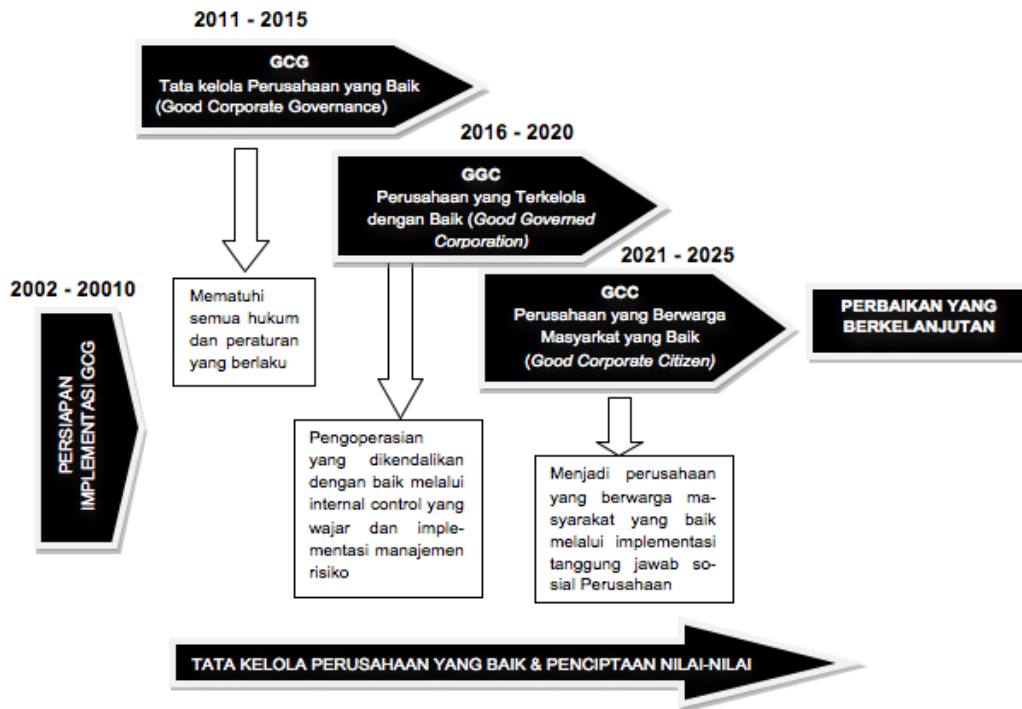 2011 - 2015
GCG
Tata kelola Perusahaan yang Baik
(Good Corporate Governance)
2016 - 2020
GGC
Perusahaan yang Terkelola
dengan Baik (Good Governed
Corporation)
2021 - 2025
GCC
Perusahaan yang Berwarga
Masyarkat yang Baik
(Good Corporate Citizen)
PERBAIKAN YANG
BERKELANJUTAN
2002 - 20010
PERSIAPAN
IMPLEMENTASI GCG
Mematuhi
semua hukum
dan peraturan
yang berlaku
Pengoperasian
yang dikendalikan
dengan baik melalui
internal control yang
wajar dan imple-
mentasi manajemen
risiko
Menjadi perusahaan
yang berwarga ma-
syarakat yang baik
melalui implementasi
tanggung jawab so-
sial Perusahaan
TATA KELOLA PERUSAHAAN YANG BAIK & PENCIPTAAN NILAI-NILAI